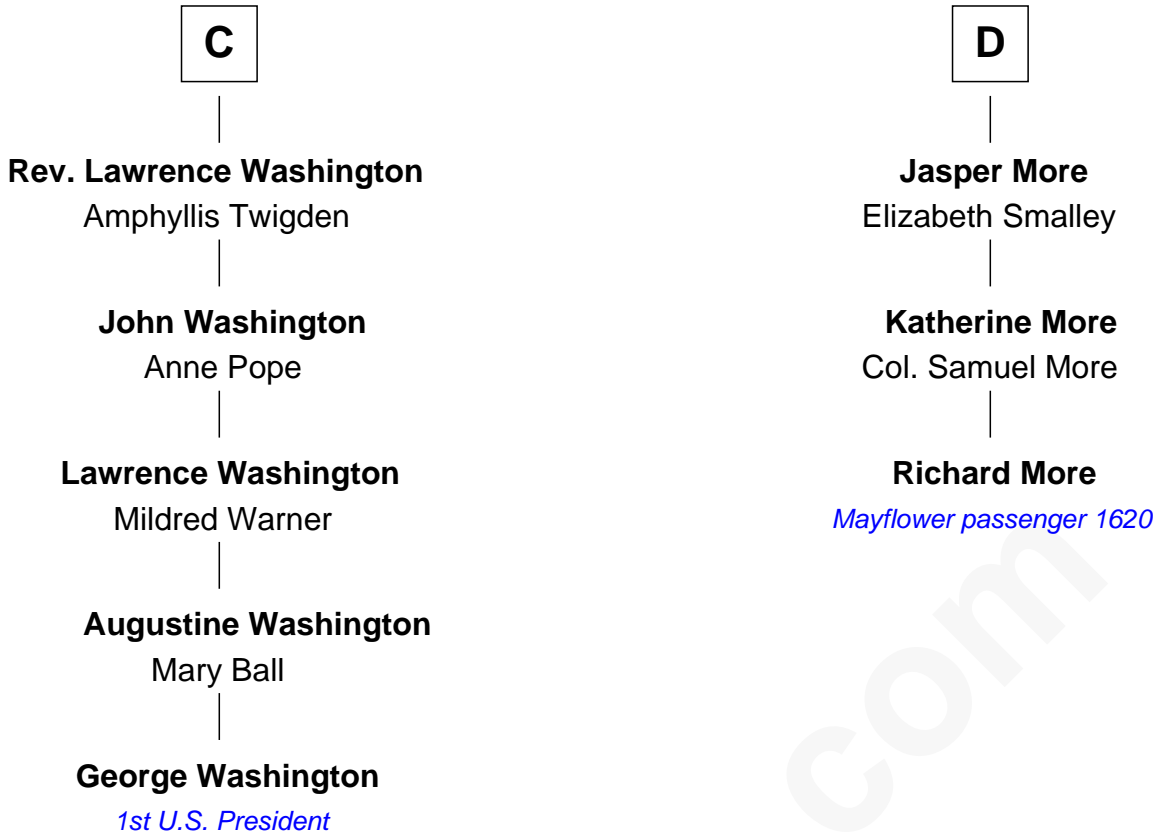 C
Rev. Lawrence Washington
Amphyllis Twigden
John Washington
Anne Pope
Lawrence Washington
Mildred Warner
Augustine Washington
Mary Ball
George Washington
1st U.S. President
D
Jasper More
Elizabeth Smalley
Katherine More
Col. Samuel More
Richard More
Mayflower passenger 1620
com